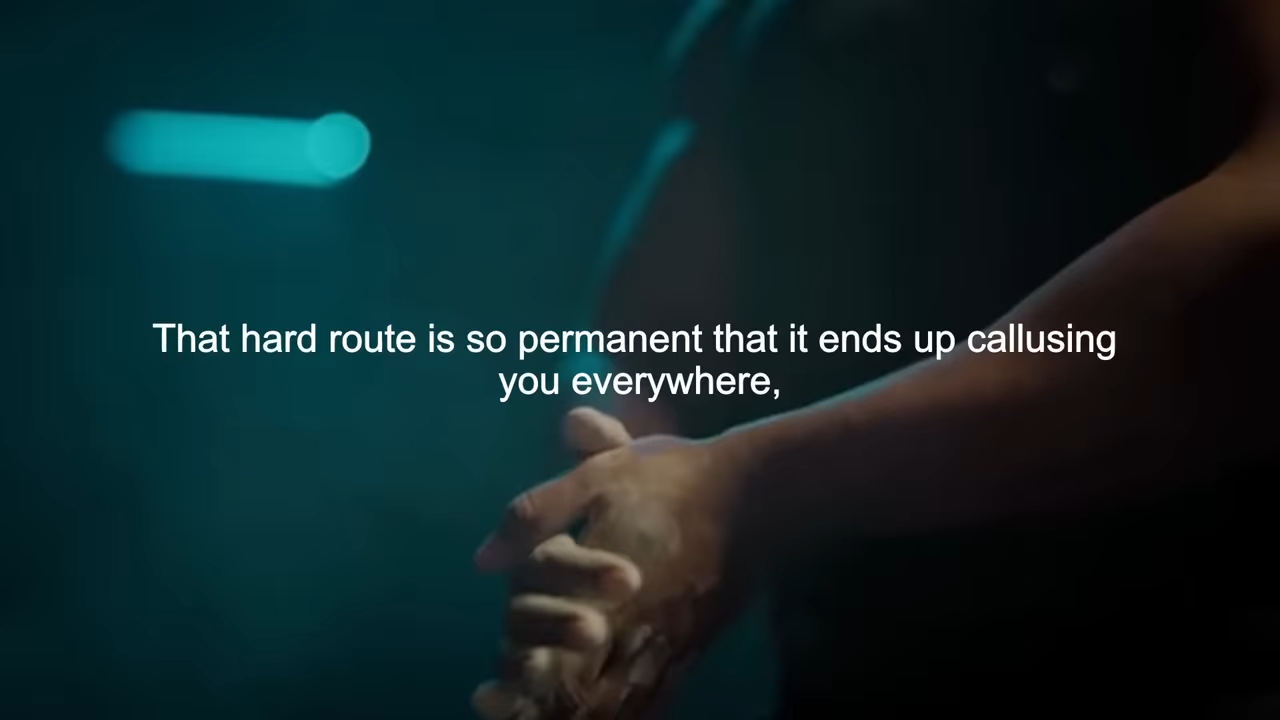 That hard route is so permanent that it ends up callusing
you everywhere,